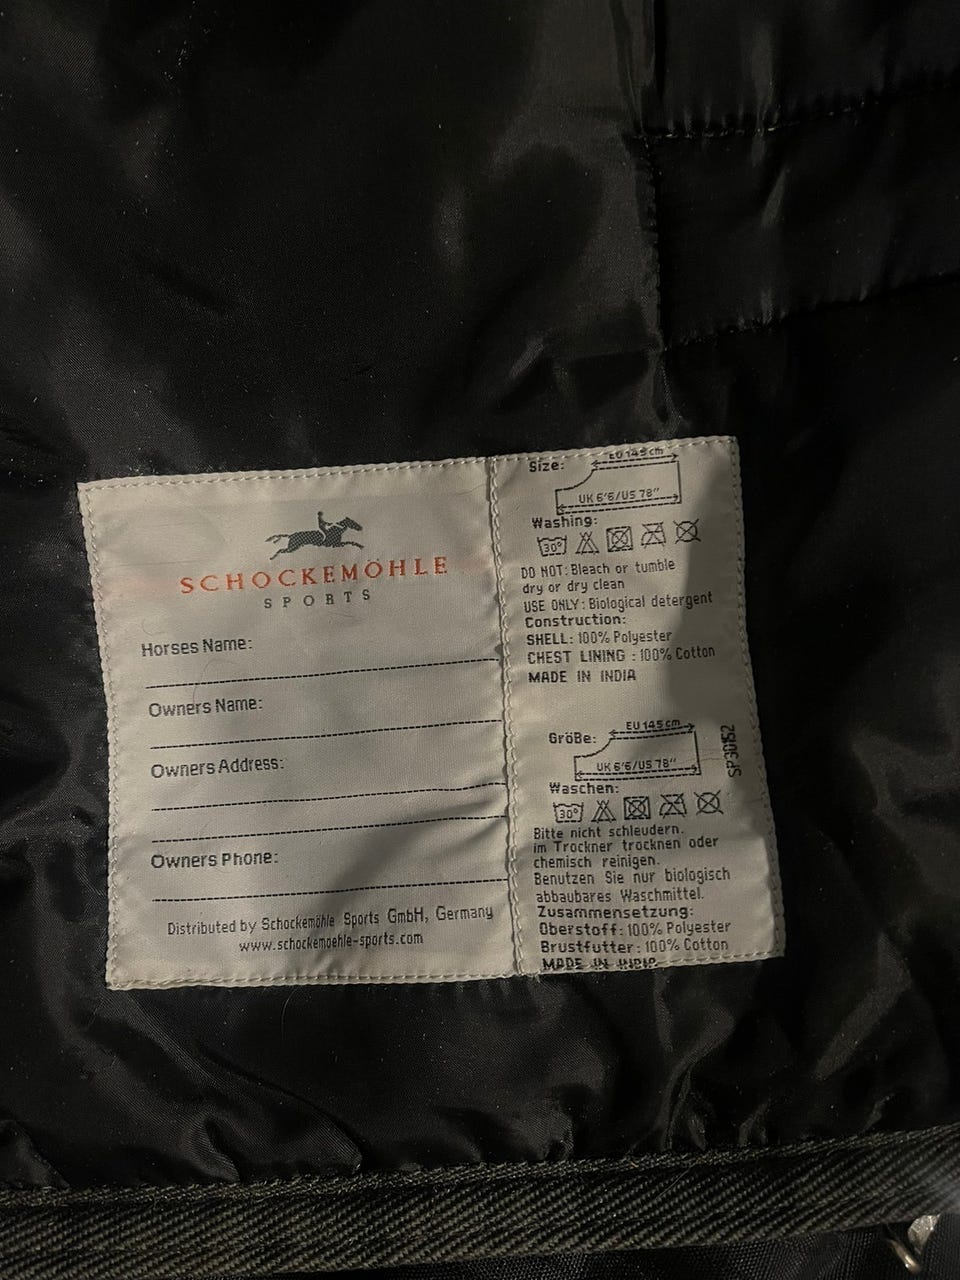 SCHOCKEMÖHLE
SPORTS
Horses Name:
Owners Name:
Owners Address:
Owners Phone:
Distributed by Schockemöhle Sports GmbH, Germany
www.schockemoehle-sports.com
Size:
EU 145 cm
UK 6'6/US 78"
Washing:
30°
DO NOT: Bleach or tumble
dry or dry clean
USE ONLY: Biological detergent
Construction:
SHELL: 100% Polyester
CHEST LINING : 100% Cotton
MADE IN INDIA
Größe:
EU 145 cm
UK 6'6/US 78"
SP30152
Waschen:
30°
Bitte nicht schleudern.
im Trockner trocknen oder
chemisch reinigen.
Benutzen Sie nur biologisch
abbaubares Waschmittel.
Zusammensetzung:
Oberstoff: 100% Polyester
Brustfutter: 100% Cotton
MADE IN INDIA